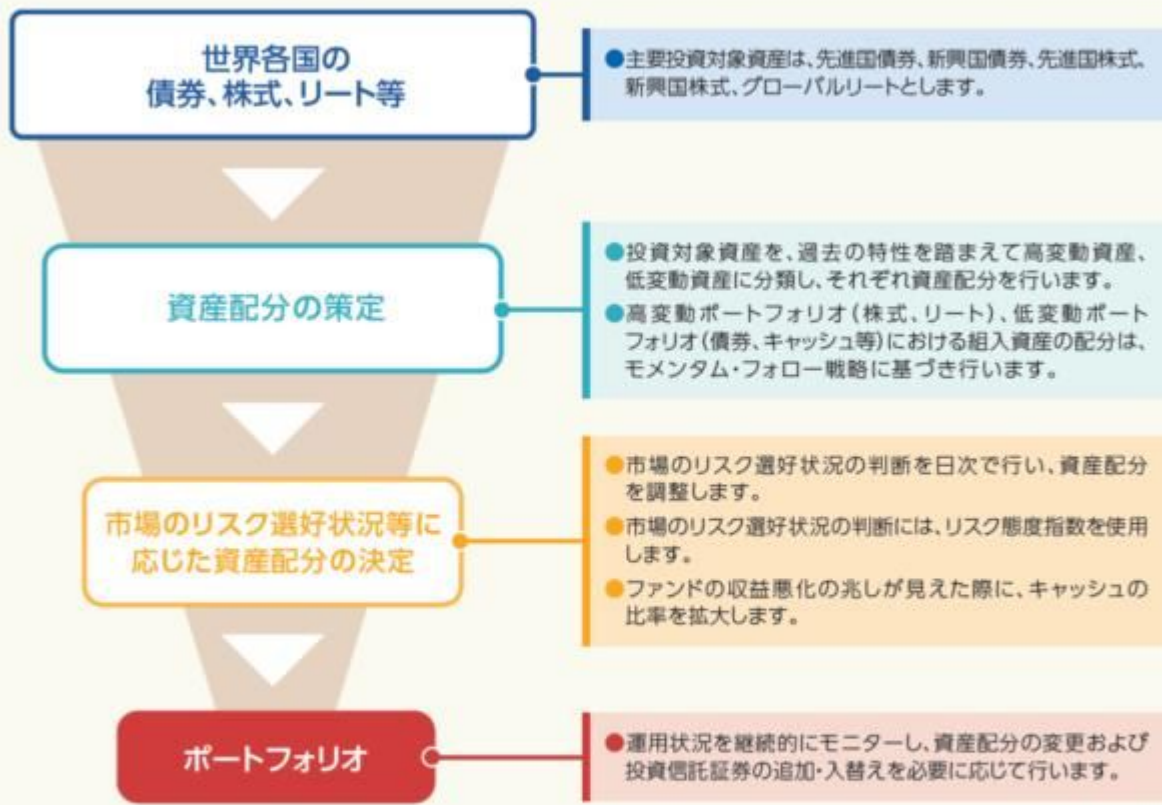 世界各国の
債券、株式、リート等
●主要投資対象資産は、先進国債券、新興国債券、先進国株式、
新興国株式、グローバルリートとします。
資産配分の策定
●投資対象資産を、過去の特性を踏まえて高変動資産、
低変動資産に分類し、それぞれ資産配分を行います。
●高変動ポートフォリオ(株式、リート)、低変動ポート
フォリオ(債券、キャッシュ等)における組入資産の配分は、
モメンタム・フォロー戦略に基づき行います。
市場のリスク選好状況等に
応じた資産配分の決定
●市場のリスク選好状況の判断を日次で行い、資産配分
を調整します。
●市場のリスク選好状況の判断には、リスク態度指数を使用
します。
●ファンドの収益悪化の兆しが見えた際に、キャッシュの
比率を拡大します。
ポートフォリオ
●運用状況を継続的にモニターし、資産配分の変更および
投資信託証券の追加・入替えを必要に応じて行います。